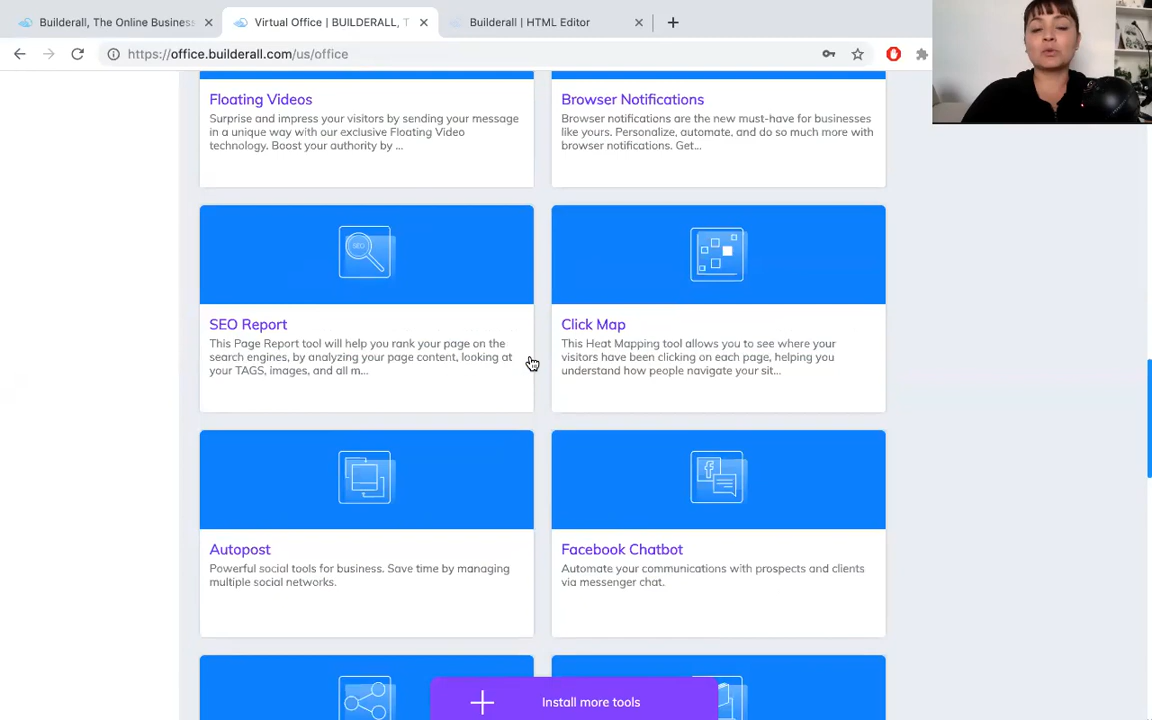 Builderall, The Online Business
Virtual Office | BUILDERALL, T
Builderall | HTML Editor
https://office.builderall.com/us/office
Floating Videos
Surprise and impress your visitors by sending your message
in a unique way with our exclusive Floating Video
technology. Boost your authority by ...
Browser Notifications
Browser notifications are the new must-have for businesses
like yours. Personalize, automate, and do so much more with
browser notifications. Get...
SEO
SEO Report
This Page Report tool will help you rank your page on the
search engines, by analyzing your page content, looking at
your TAGS, images, and all m...
Click Map
This Heat Mapping tool allows you to see where your
visitors have been clicking on each page, helping you
understand how people navigate your sit...
Autopost
Powerful social tools for business. Save time by managing
multiple social networks.
Facebook Chatbot
Automate your communications with prospects and clients
via messenger chat.
Install more tools